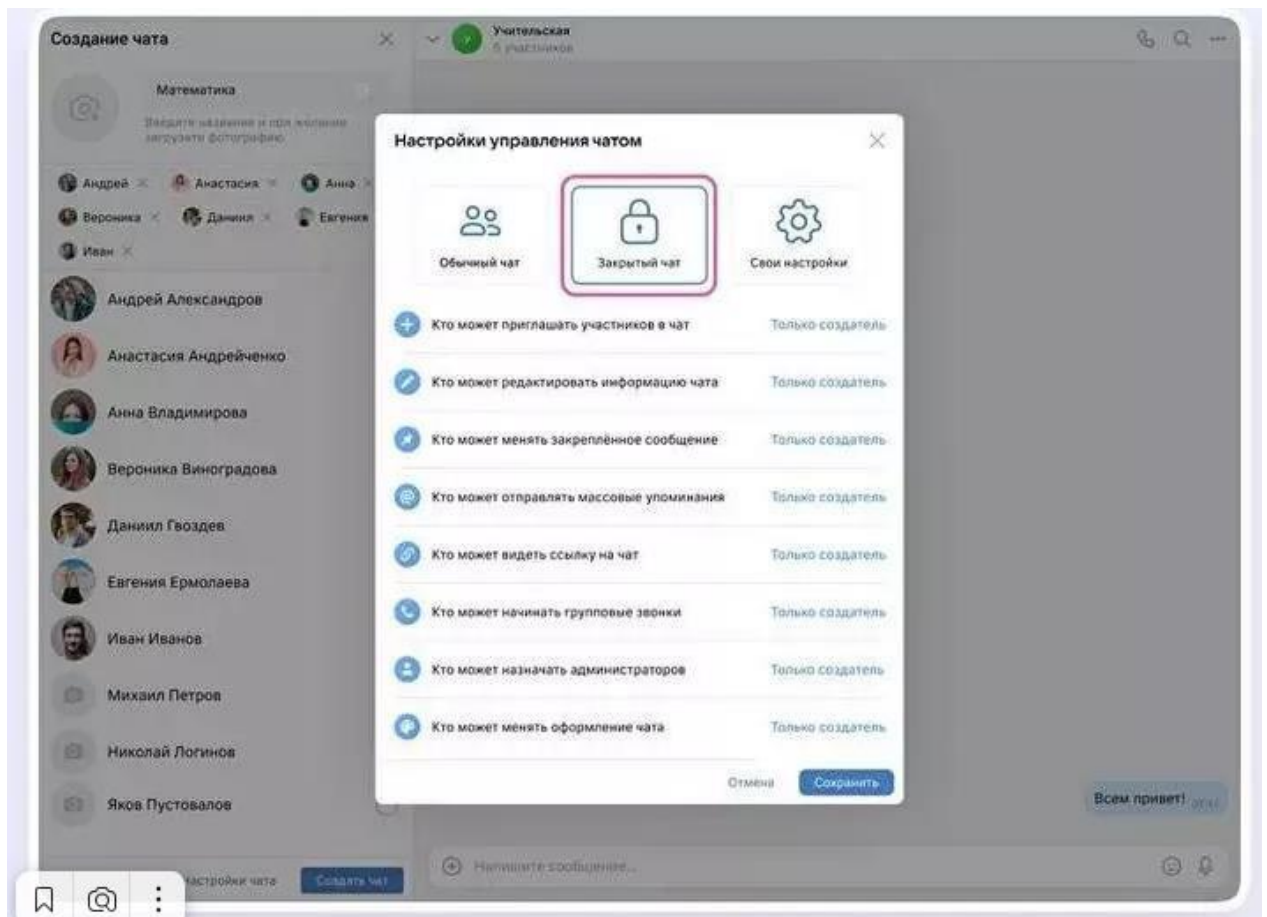 Создание чата
Учительская
6 участников
Математика
Введите название и при желании
загрузите фотографию
Андрей
Анастасия
Анна
Вероника
Даниил
Евгения
Иван
Андрей Александров
Анастасия Андрейченко
Анна Владимирова
Вероника Виноградова
Даниил Гвоздев
Евгения Ермолаева
Иван Иванов
Михаил Петров
Николай Логинов
Яков Пустовалов
настройки чата
Создать чат
Настройки управления чатом
Обычный чат
Закрытый чат
Свои настройки
Кто может приглашать участников в чат Только создатель
Кто может редактировать информацию чата Только создатель
Кто может менять закреплённое сообщение Только создатель
Кто может отправлять массовые упоминания Только создатель
Кто может видеть ссылку на чат Только создатель
Кто может начинать групповые звонки Только создатель
Кто может назначать администраторов Только создатель
Кто может менять оформление чата Только создатель
Отмена
Сохранить
Всем привет!
Напишите сообщение...